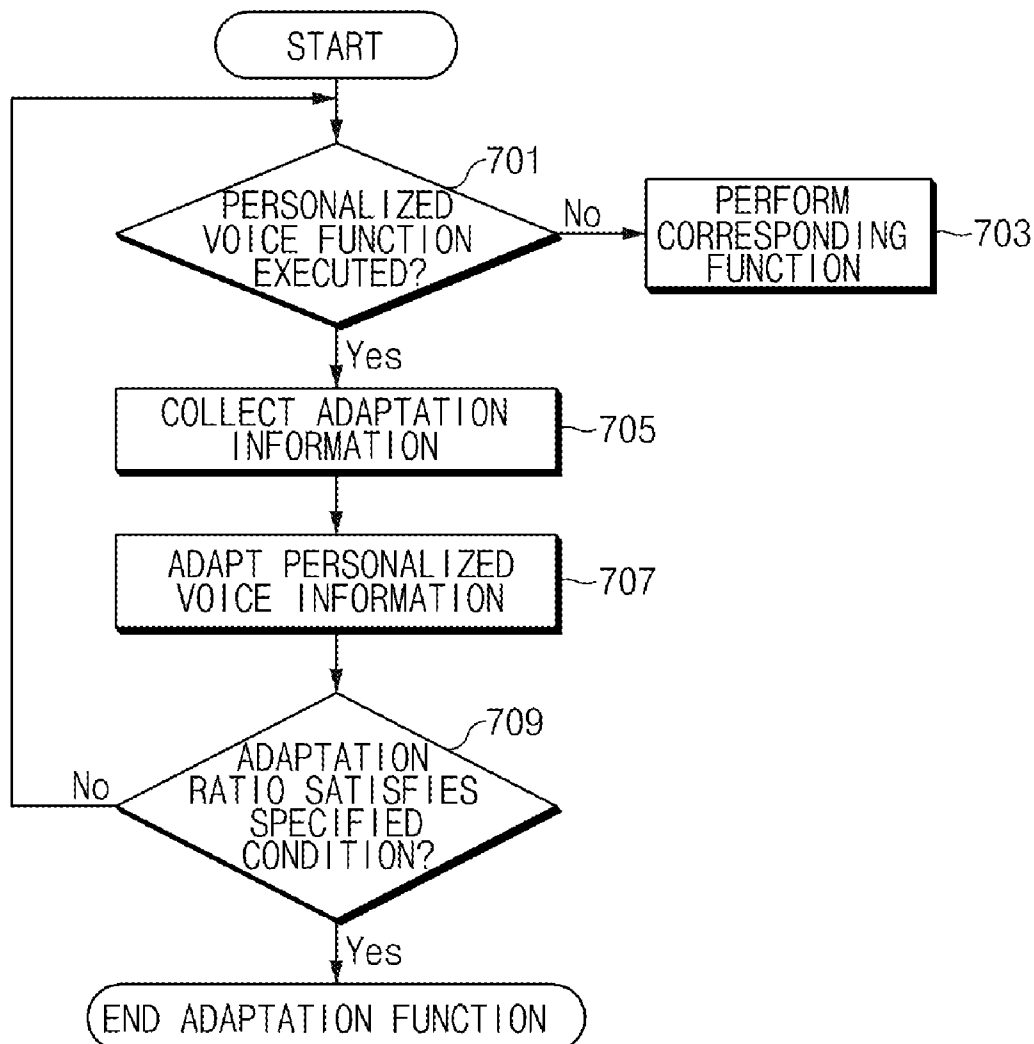 START
701
PERSONALIZED
VOICE FUNCTION
EXECUTED?
No
PERFORM
CORRESPONDING
FUNCTION
703
Yes
COLLECT ADAPTATION
INFORMATION
705
ADAPT PERSONALIZED
VOICE INFORMATION
707
709
ADAPTATION
RATIO SATISFIES
SPECIFIED
CONDITION?
No
Yes
END ADAPTATION FUNCTION